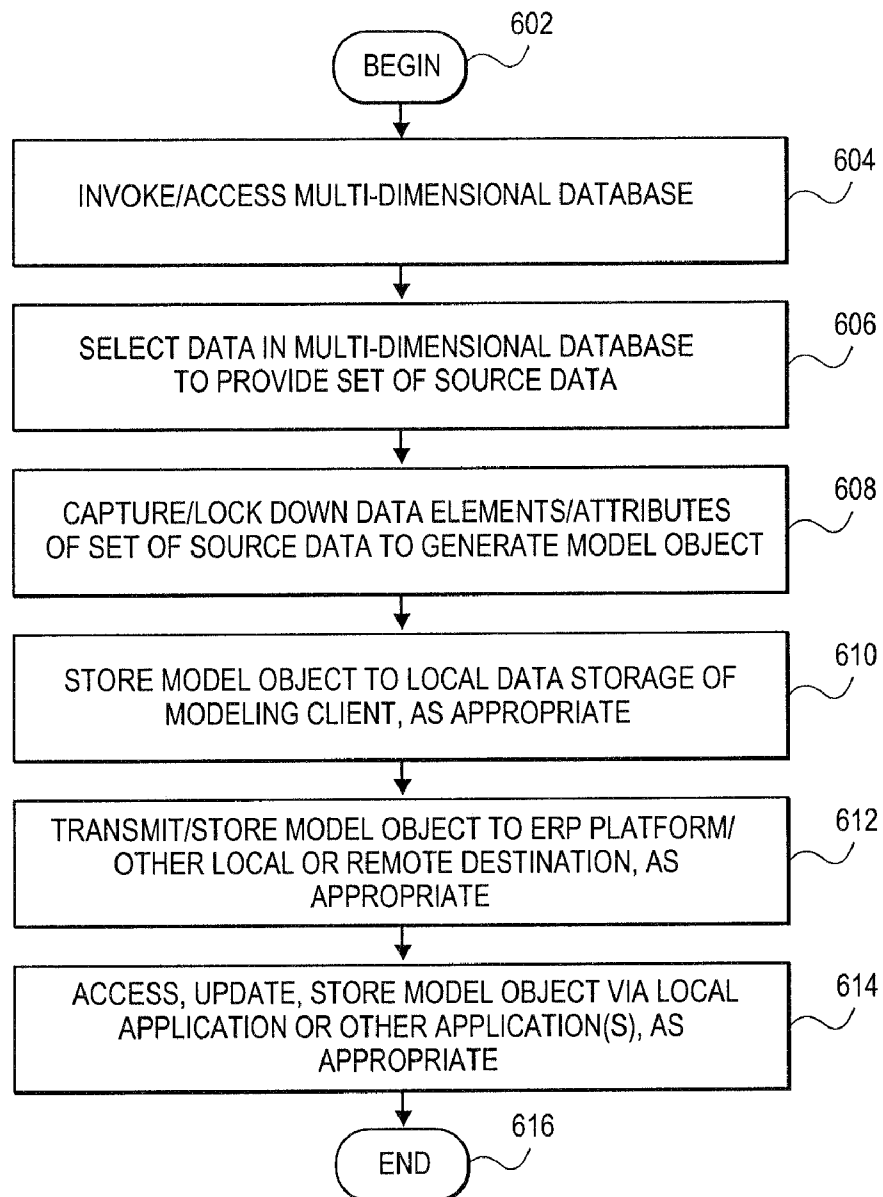 602
BEGIN
604
INVOKE/ACCESS MULTI-DIMENSIONAL DATABASE
606
SELECT DATA IN MULTI-DIMENSIONAL DATABASE
TO PROVIDE SET OF SOURCE DATA
608
CAPTURE/LOCK DOWN DATA ELEMENTS/ATTRIBUTES
OF SET OF SOURCE DATA TO GENERATE MODEL OBJECT
610
STORE MODEL OBJECT TO LOCAL DATA STORAGE OF
MODELING CLIENT, AS APPROPRIATE
612
TRANSMIT/STORE MODEL OBJECT TO ERP PLATFORM/
OTHER LOCAL OR REMOTE DESTINATION, AS
APPROPRIATE
614
ACCESS, UPDATE, STORE MODEL OBJECT VIA LOCAL
APPLICATION OR OTHER APPLICATION(S), AS
APPROPRIATE
616
END